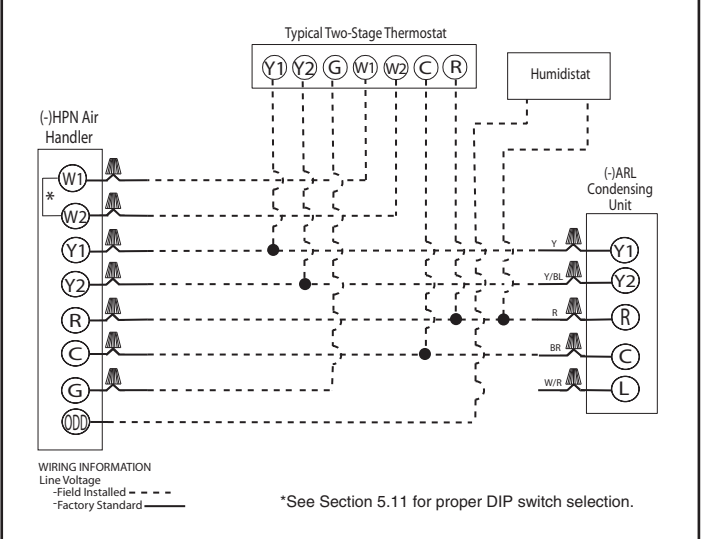 Typical Two-Stage Thermostat
Y1 Y2 G W1 W2 C R
Humidistat
(-)HPN Air
Handler
W1
*
W2
Y1
Y2
R
C
G
ODD
(-)ARL
Condensing
Unit
Y Y1
Y/BL Y2
R R
BR C
W/R L
WIRING INFORMATION
Line Voltage
-Field Installed
-Factory Standard
*See Section 5.11 for proper DIP switch selection.